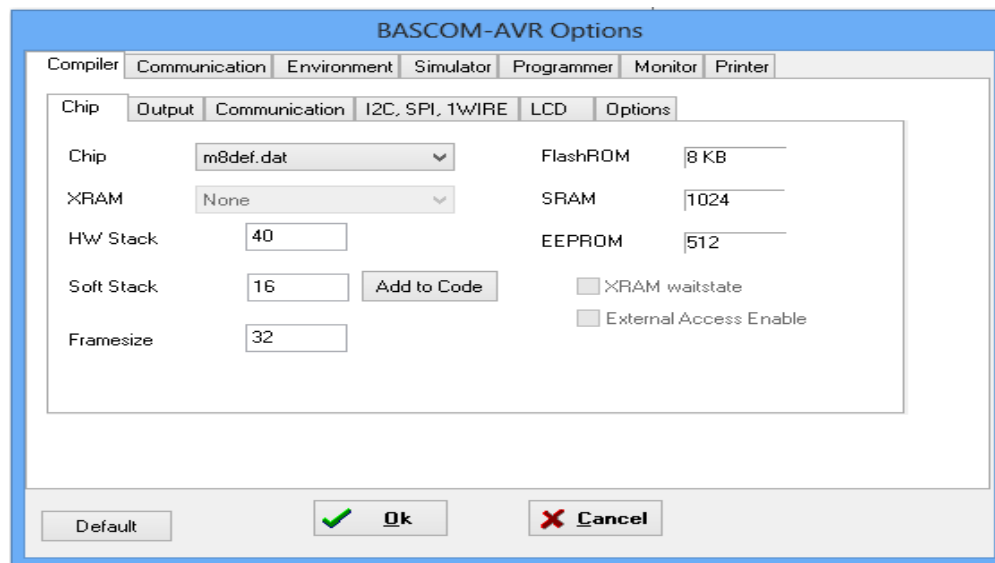 BASCOM-AVR Options
Compiler Communication Environment Simulator Programmer Monitor Printer
Chip Output Communication I2C, SPI, 1WIRE LCD Options
Chip m8def.dat FlashROM 8 KB
XRAM None SRAM 1024
HW Stack 40 EEPROM 512
Soft Stack 16 Add to Code XRAM waitstate
External Access Enable
Framesize 32
Default Ok Cancel